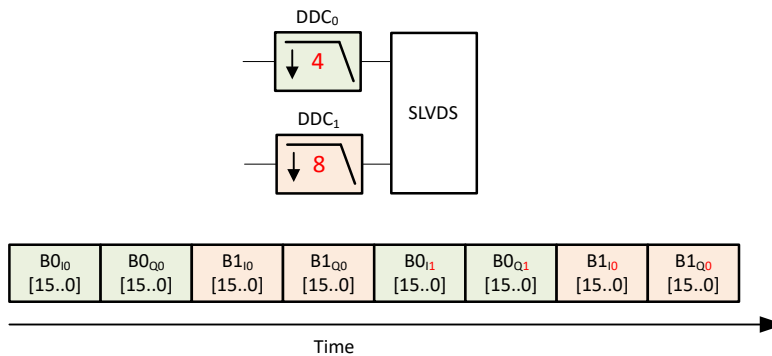 DDC₀
4
SLVDS
DDC₁
8
B0I0 B0Q0 B1I0 B1Q0 B0I1 B0Q1 B1I0 B1Q0
[15..0] [15..0] [15..0] [15..0] [15..0] [15..0] [15..0] [15..0]
Time